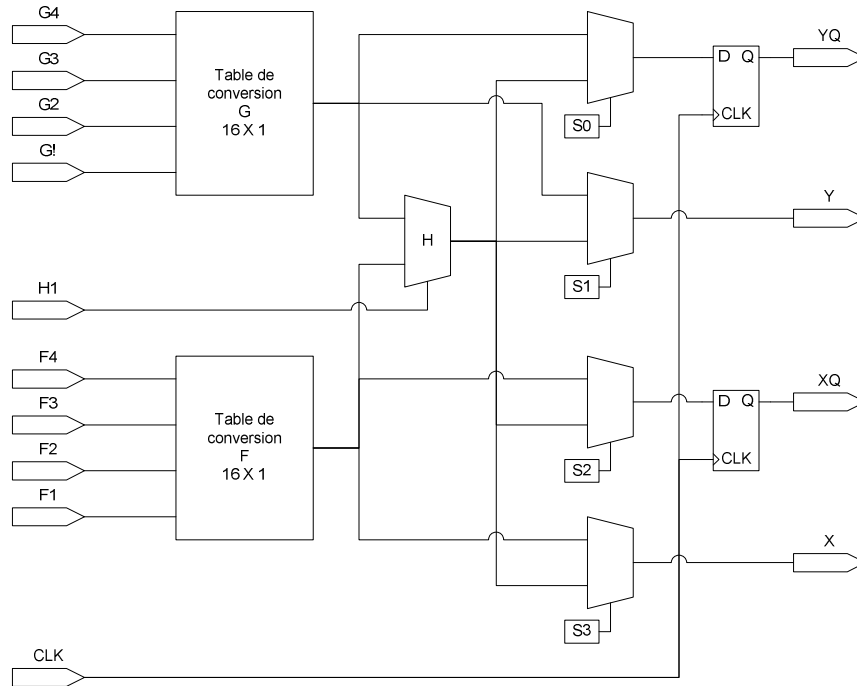 G4
G3
G2
G!
Table de
conversion
G
16 X 1
S0
D Q
CLK
YQ
H
S1
Y
H1
F4
F3
F2
F1
Table de
conversion
F
16 X 1
S2
D Q
CLK
XQ
S3
X
CLK